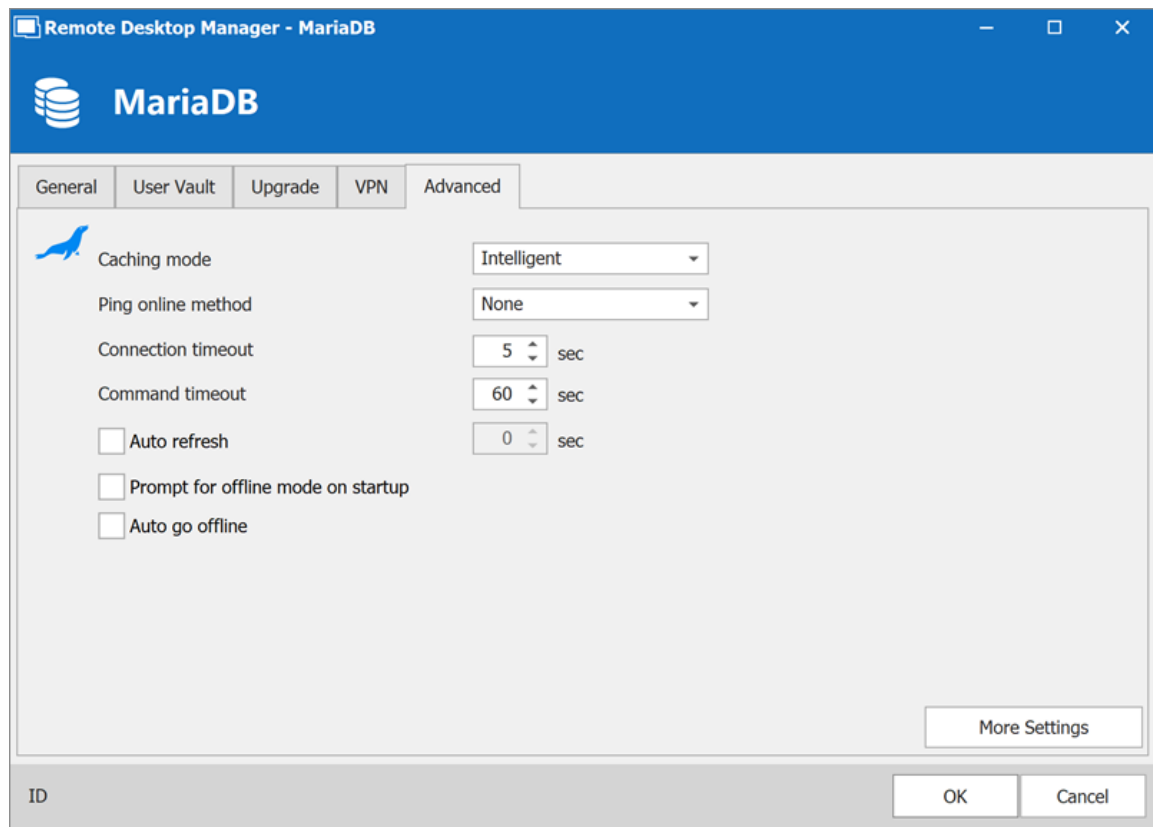 Remote Desktop Manager - MariaDB
MariaDB
General User Vault Upgrade VPN Advanced
Caching mode Intelligent
Ping online method None
Connection timeout 5 sec
Command timeout 60 sec
Auto refresh 0 sec
Prompt for offline mode on startup
Auto go offline
More Settings
ID OK Cancel